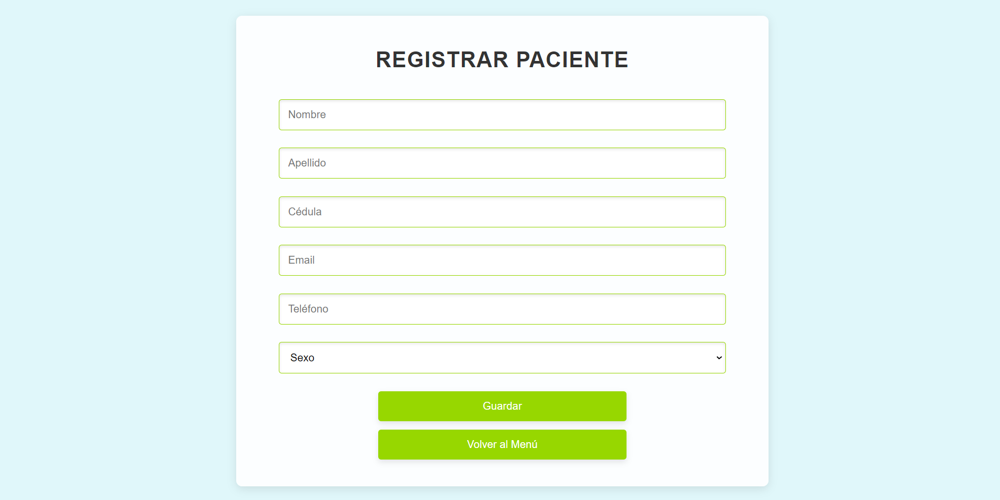 REGISTRAR PACIENTE
Nombre
Apellido
Cédula
Email
Teléfono
Sexo
Guardar
Volver al Menú